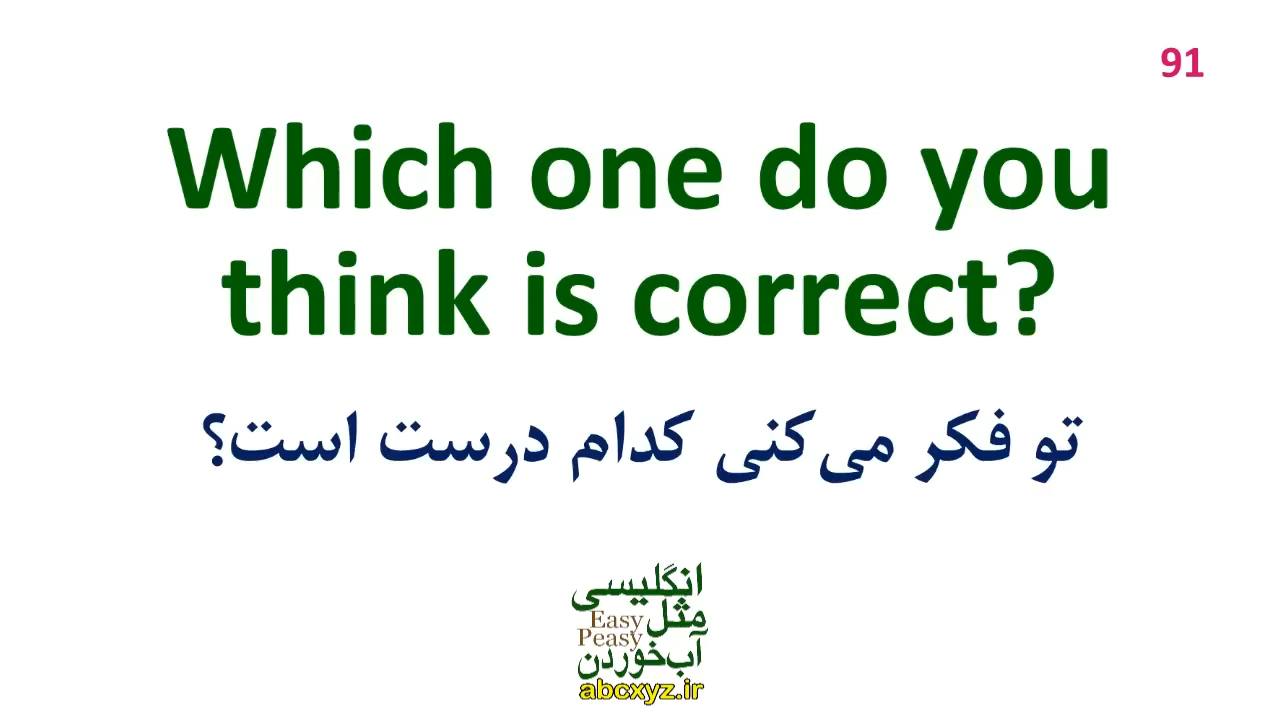 91
Which one do you
think is correct?
تو فکر می‌کنی کدام درست است؟
انگلیسی
مثل
Easy
Peasy
آب‌خوردن
abcxyz.ir